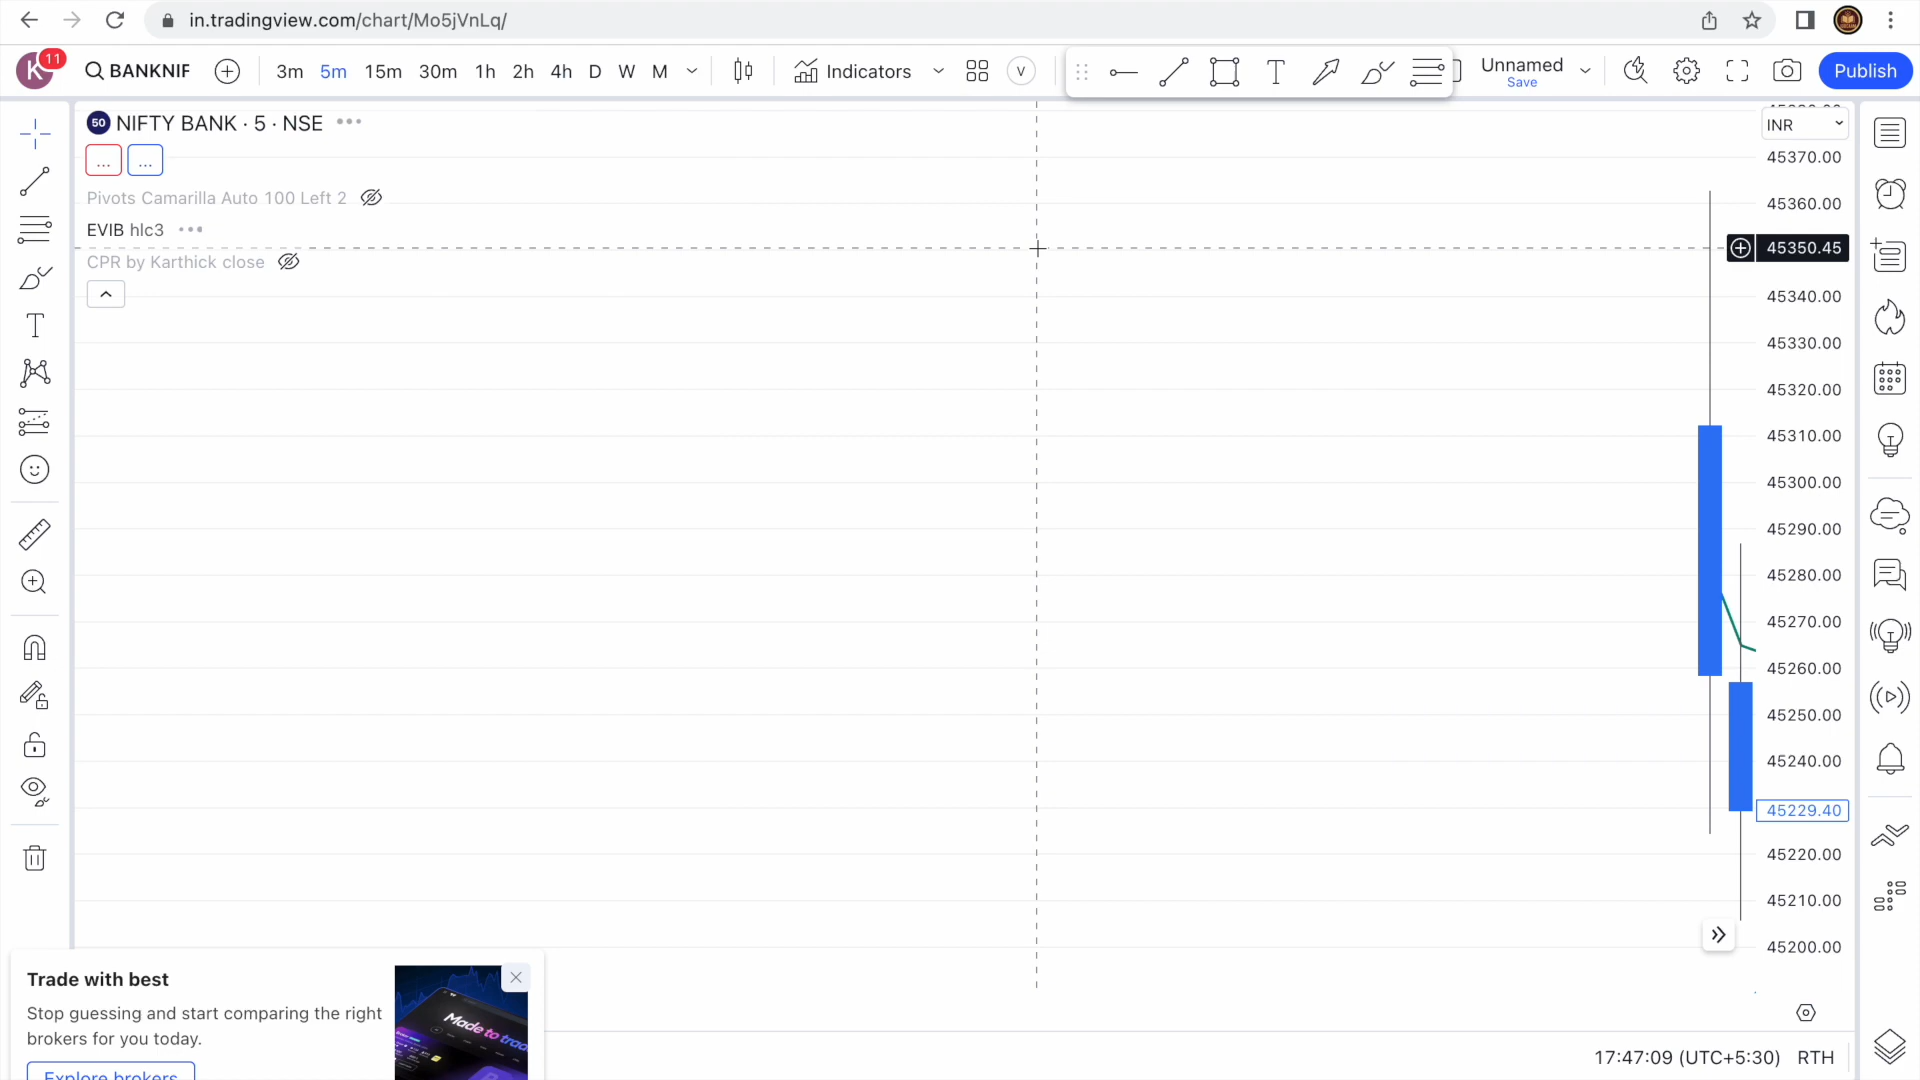 in.tradingview.com/chart/Mo5jVnLq/
K 11 BANKNIF 3m 5m 15m 30m 1h 2h 4h D W M Indicators V T Unnamed Save Publish
50 NIFTY BANK · 5 · NSE
... ...
Pivots Camarilla Auto 100 Left 2
EVIB hlc3
CPR by Karthick close
INR
45370.00
45360.00
45350.45
45340.00
45330.00
45320.00
45310.00
45300.00
45290.00
45280.00
45270.00
45260.00
45250.00
45240.00
45229.40
45220.00
45210.00
45200.00
Trade with best
Stop guessing and start comparing the right
brokers for you today.
Explore brokers
Made to
17:47:09 (UTC+5:30) RTH